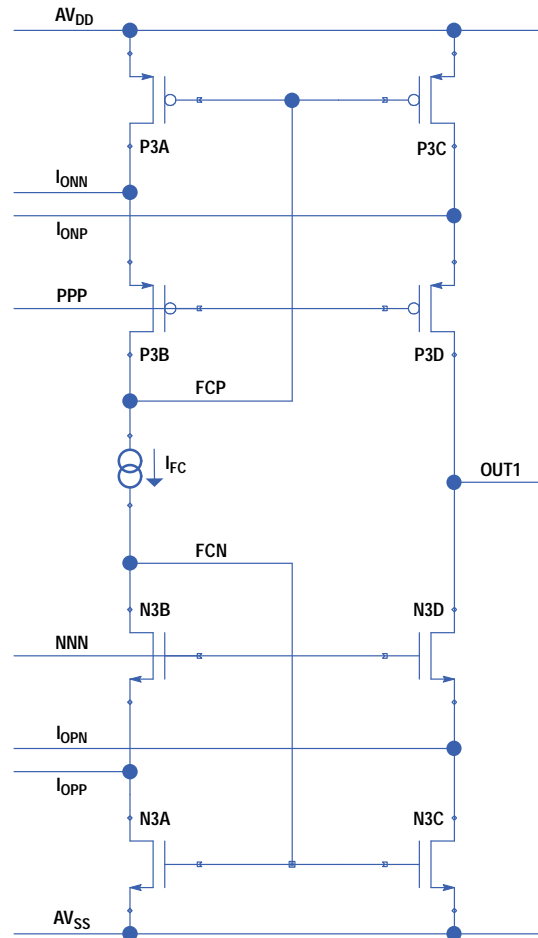 AVDD
P3A
P3C
IONN
IONP
PPP
P3B
P3D
FCP
IFC
OUT1
FCN
N3B
N3D
NNN
IOPN
IOPP
N3A
N3C
AVSS